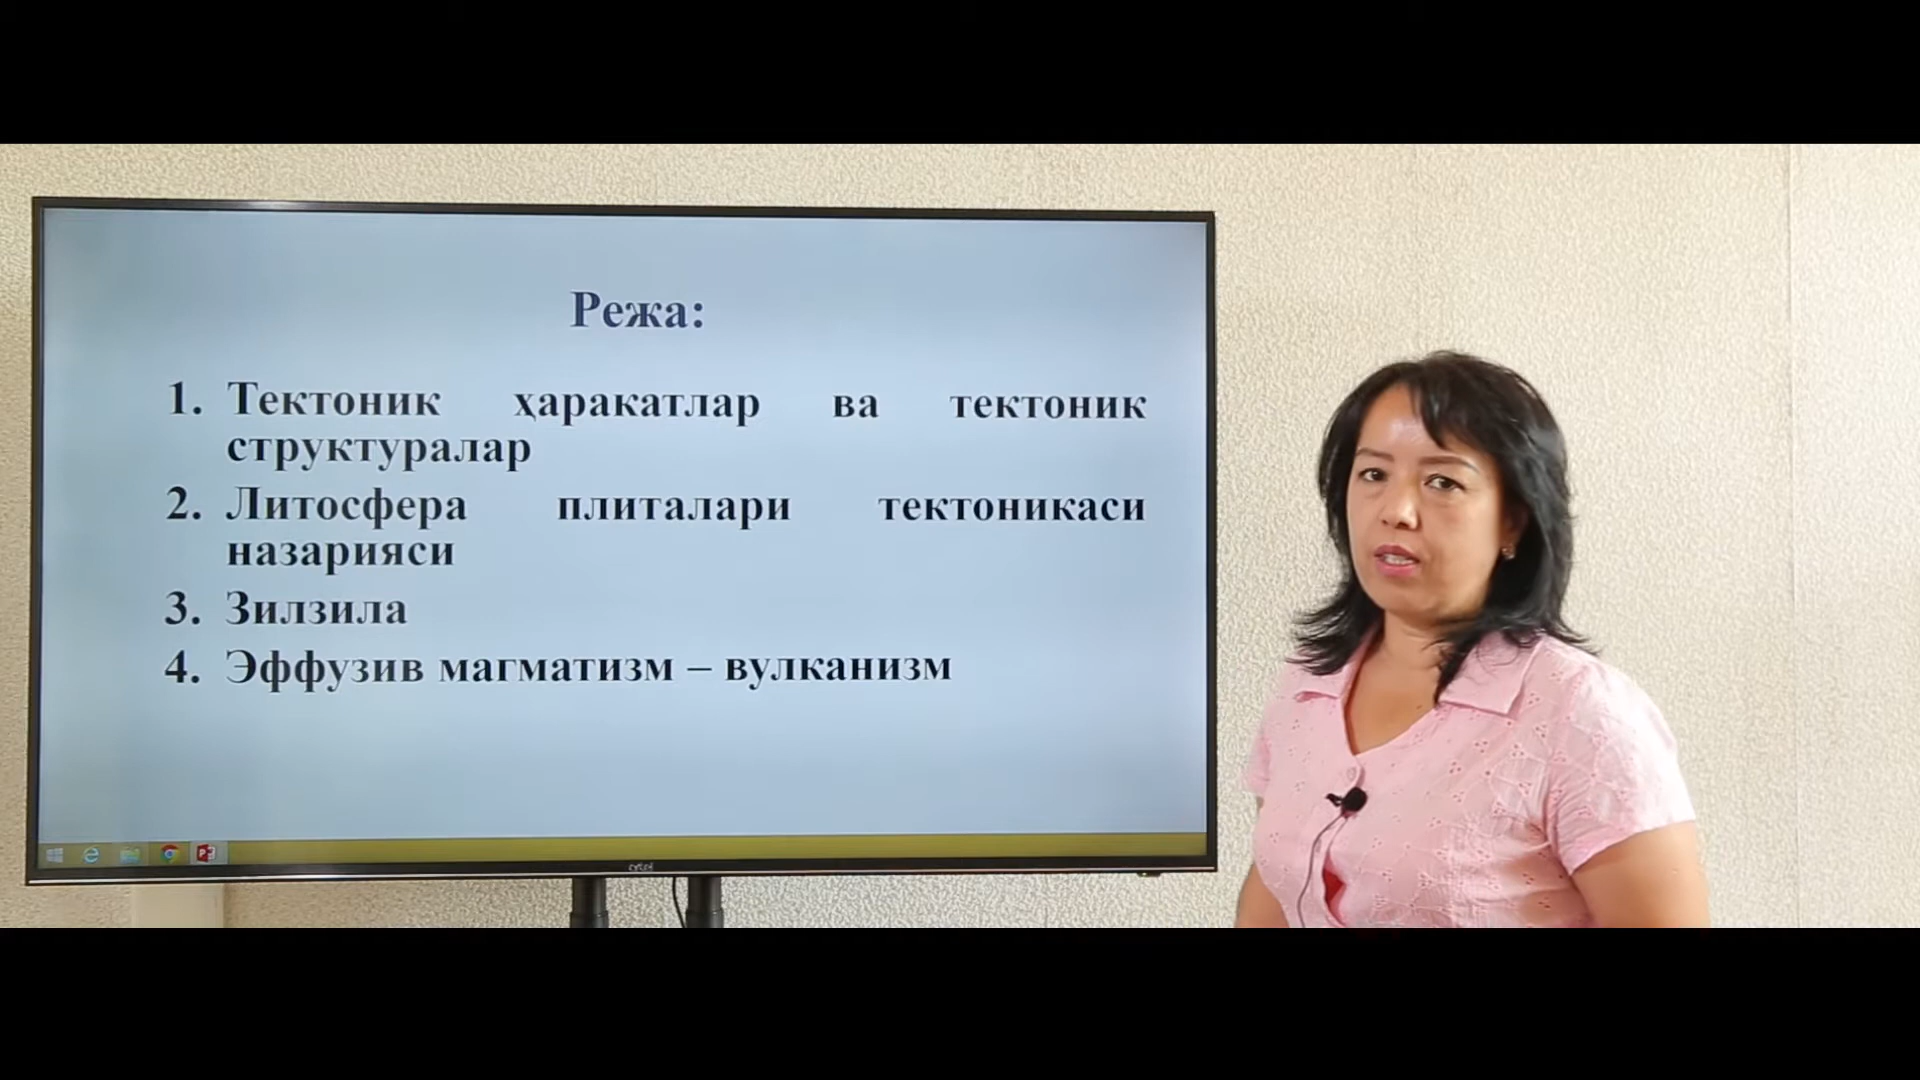 Режа:
1. Тектоник ҳаракатлар ва тектоник
структуралар
2. Литосфера плиталари тектоникаси
назарияси
3. Зилзила
4. Эффузив магматизм – вулканизм